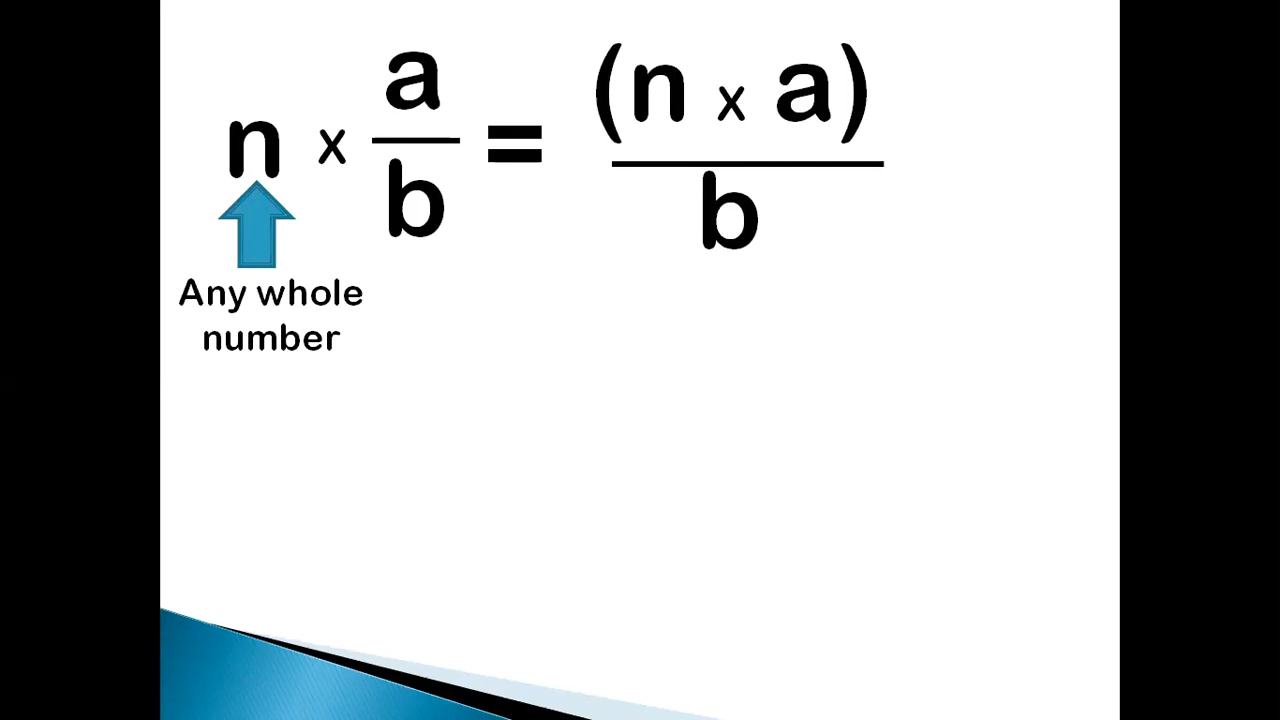 n x a/b = (n x a)/b
Any whole
number